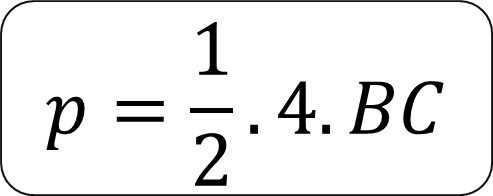 p = 1/2 . 4. BC